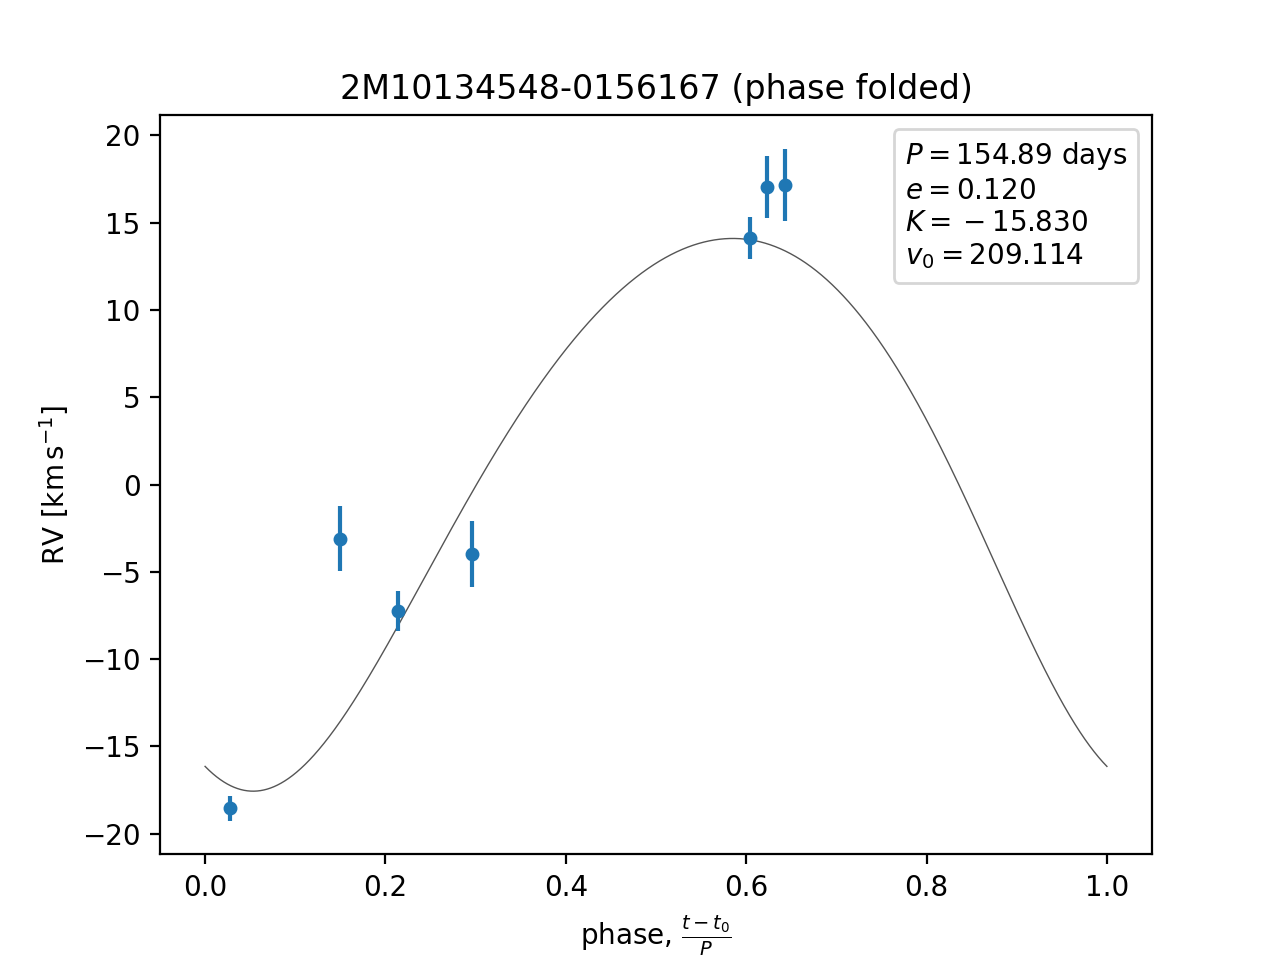 2M10134548-0156167 (phase folded)
P = 154.89 days
e = 0.120
K = −15.830
v₀ = 209.114
RV [km s⁻¹]
20
15
10
5
0
−5
−10
−15
−20
0.0 0.2 0.4 0.6 0.8 1.0
phase, (t − t₀)/P